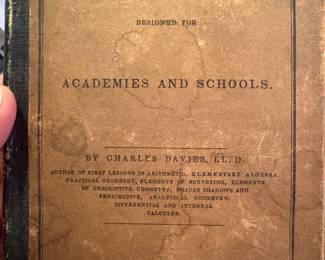 DESIGNED FOR
ACADEMIES AND SCHOOLS.
BY CHARLES DAVIES, LL.D.
AUTHOR OF FIRST LESSONS IN ARITHMETIC, ELEMENTARY ALGEBRA
PRACTICAL GEOMETRY, ELEMENTS OF SURVEYING, ELEMENTS
OF DESCRIPTIVE GEOMETRY, SHADES SHADOWS AND
PERSPECTIVE, ANALYTICAL GEOMETRY,
DIFFERENTIAL AND INTEGRAL
CALCULUS.